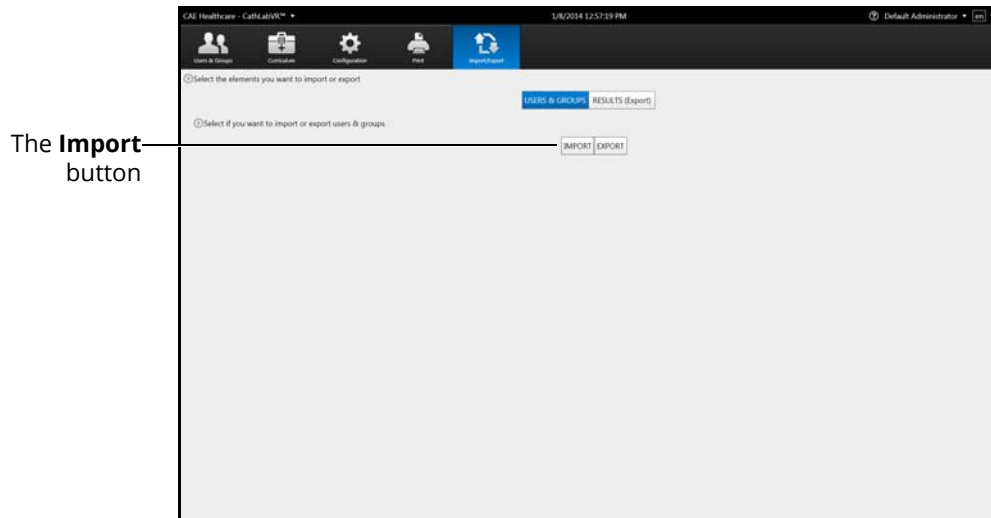 CAE Healthcare - CathLabVR™
1/8/2014 12:57:19 PM
Default Administrator
en
Users & Groups
Curriculum
Configuration
Print
Import/Export
Select the elements you want to import or export
USERS & GROUPS
RESULTS (Export)
Select if you want to import or export users & groups
The Import
button
IMPORT
EXPORT